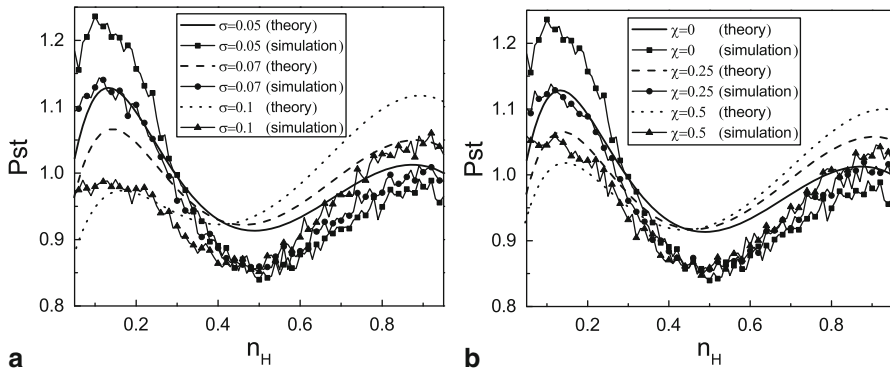 1.2
1.1
1.0
0.9
0.8
Pst
σ=0.05 (theory)
σ=0.05 (simulation)
σ=0.07 (theory)
σ=0.07 (simulation)
σ=0.1 (theory)
σ=0.1 (simulation)
0.2 0.4 0.6 0.8
n_H
a
1.2
1.1
1.0
0.9
0.8
χ=0 (theory)
χ=0 (simulation)
χ=0.25 (theory)
χ=0.25 (simulation)
χ=0.5 (theory)
χ=0.5 (simulation)
0.2 0.4 0.6 0.8
n_H
b